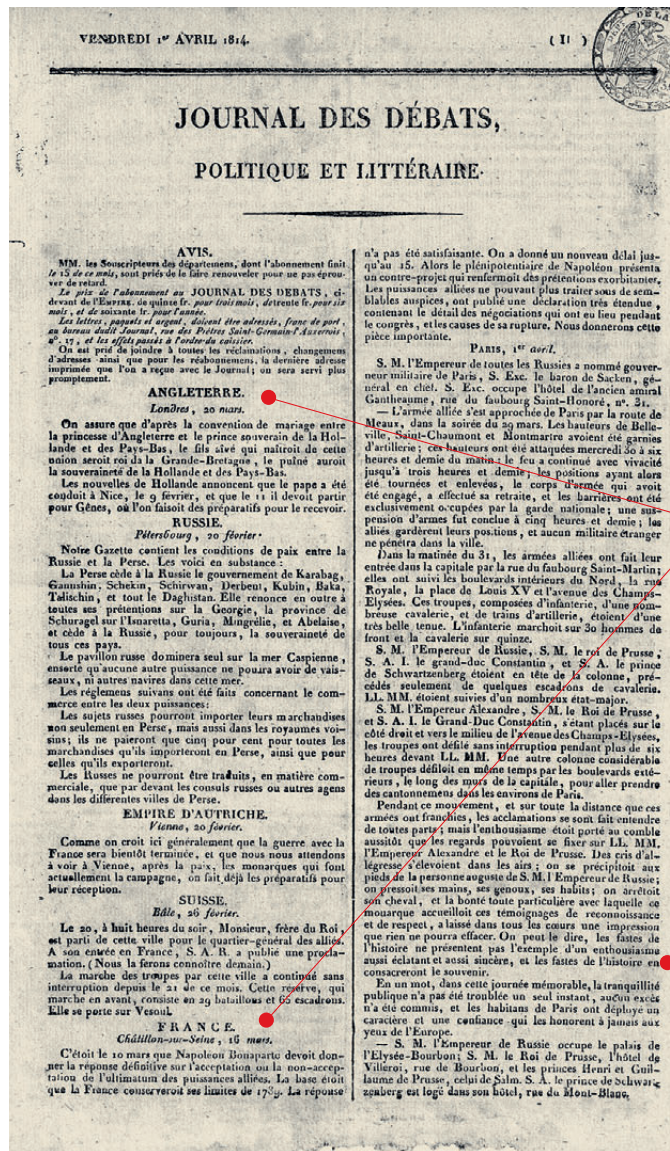 VENDREDI 1er AVRIL 1814.
JOURNAL DES DÉBATS,
POLITIQUE ET LITTÉRAIRE.
AVIS.
MM. les Souscripteurs des départemens, dont l'abonnement finit
le 15 de ce mois, sont priés de le faire renouveler pour ne pas éprou-
ver de retard.
Le prix de l'abonnement au JOURNAL DES DEBATS, ci-
devant de l'EMPIRE, de quinze fr. pour trois mois, de trente fr. pour six
mois, et de soixante fr. pour l'année.
Les lettres, paquets et argent, doivent être adressés, franc de port,
au bureau dudit Journal, rue des Prêtres Saint-Germain-l'Auxerrois,
n°. 17, et les effets passés à l'ordre du caissier.
On est prié de joindre à toutes les réclamations, changemens
d'adresses ainsi que pour les réabonnemens, la dernière adresse
imprimée que l'on a reçue avec le Journal; on sera servi plus
promptement.
ANGLETERRE.
Londres, 20 mars.
On assure que d'après la convention de mariage entre
la princesse d'Angleterre et le prince souverain de la Hol-
lande et des Pays-Bas, le fils aîné qui naîtroit de cette
union seroit roi de la Grande-Bretagne, le puîné auroit
la souveraineté de la Hollande et des Pays-Bas.
Les nouvelles de Hollande annoncent que le pape a été
conduit à Nice, le 9 février, et que le 11 il devoit partir
pour Gênes, où l'on faisoit des préparatifs pour le recevoir.
RUSSIE.
Pétersbourg, 20 février.
Notre Gazette contient les conditions de paix entre la
Russie et la Perse. Les voici en substance:
La Perse cède à la Russie le gouvernement de Karabag,
Gaunshin, Schekin, Schirwan, Derbent, Kubin, Baka,
Talischin, et tout le Daghistan. Elle rénonce en outre à
toutes ses prétentions sur la Georgie, la province de
Schuragel sur l'Isnaretta, Guria, Mingrélie, et Abelaise,
et cède à la Russie, pour toujours, la souveraineté de
tous ces pays.
Le pavillon russe dominera seul sur la mer Caspienne,
ensorte qu'aucune autre puissance ne pourra avoir de vais-
seaux, ni autres navires dans cette mer.
Les réglemens suivans ont été faits concernant le com-
merce entre les deux puissances:
Les sujets russes pourront importer leurs marchandises
non seulement en Perse, mais aussi dans les royaumes voi-
sins; ils ne paieront que cinq pour cent pour toutes les
marchandises qu'ils importeront en Perse, ainsi que pour
celles qu'ils exporteront.
Les Russes ne pourront être traduits, en matière com-
merciale, que par devant les consuls russes ou autres agens
dans les différentes villes de Perse.
EMPIRE D'AUTRICHE.
Vienne, 20 février.
Comme on croit ici généralement que la guerre avec la
France sera bientôt terminée, et que nous nous attendons
à voir à Vienne, après la paix, les monarques qui font
actuellement la campagne, on fait déjà les préparatifs pour
leur réception.
SUISSE.
Bâle, 26 février.
Le 20, à huit heures du soir, Monsieur, frère du Roi,
est parti de cette ville pour le quartier-général des alliés.
A son entrée en France, S. A. R. a publié une procla-
mation. (Nous la ferons connoître demain.)
La marche des troupes par cette ville a continué sans
interruption depuis le 21 de ce mois. Cette réserve, qui
marche en avant, consiste en 29 bataillons et 65 escadrons.
Elle se porte sur Vesoul.
FRANCE.
Châtillon-sur-Seine, 16 mars.
C'étoit le 10 mars que Napoléon Bonaparte devoit don-
ner la réponse définitive sur l'acceptation ou la non-accep-
tation de l'ultimatum des puissances alliées. La base étoit
que la France conserveroit ses limites de 1789. La réponse
n'a pas été satisfaisante. On a donné un nouveau délai jus-
qu'au 15. Alors le plénipotentiaire de Napoléon présenta
un contre-projet qui renfermoit des prétentions exorbitantes.
Les puissances alliées ne pouvant plus traiter sous de sem-
blables auspices, ont publié une déclaration très étendue,
contenant le détail des négociations qui ont eu lieu pendant
le congrès, et les causes de sa rupture. Nous donnerons cette
pièce importante.
PARIS, 1er avril.
S. M. l'Empereur de toutes les Russies a nommé gouver-
neur militaire de Paris, S. Exc. le baron de Sacken, gé-
néral en chef. S. Exc. occupe l'hôtel de l'ancien amiral
Gantheaume, rue du faubourg Saint-Honoré, n°. 31.
— L'armée alliée s'est approchée de Paris par la route de
Meaux, dans la soirée du 29 mars. Les hauteurs de Belle-
ville, Saint-Chaumont et Montmartre avoient été garnies
d'artillerie; ces hauteurs ont été attaquées mercredi 30 à six
heures et demie du matin; le feu a continué avec vivacité
jusqu'à trois heures et demie; les positions ayant alors
été tournées et enlevées, le corps d'armée qui avoit
été engagé, a effectué sa retraite, et les barrières ont été
exclusivement occupées par la garde nationale; une sus-
pension d'armes fut conclue à cinq heures et demie; les
alliés gardèrent leurs positions, et aucun militaire étranger
ne pénétra dans la ville.
Dans la matinée du 31, les armées alliées ont fait leur
entrée dans la capitale par la rue du faubourg Saint-Martin;
elles ont suivi les boulevards intérieurs du Nord, la rue
Royale, la place de Louis XV et l'avenue des Champs-
Elysées. Ces troupes, composées d'infanterie, d'une nom-
breuse cavalerie, et de trains d'artillerie, étoient d'une
très belle tenue. L'infanterie marchoit sur 30 hommes de
front et la cavalerie sur quinze.
S. M. l'Empereur de Russie, S. M. le roi de Prusse,
S. A. I. le grand-duc Constantin, et S. A. le prince
de Schwartzenberg étoient en tête de la colonne, pré-
cédés seulement de quelques escadrons de cavalerie.
LL. MM. étoient suivies d'un nombreux état-major.
S. M. l'Empereur Alexandre, S. M. le Roi de Prusse,
et S. A. I. le Grand-Duc Constantin, s'étant placés sur le
côté droit et vers le milieu de l'avenue des Champs-Elysées,
les troupes ont défilé sans interruption pendant plus de six
heures devant LL. MM. Une autre colonne considérable
de troupes défiloit en même temps par les boulevards exté-
rieurs, le long des murs de la capitale, pour aller prendre
des cantonnemens dans les environs de Paris.
Pendant ce mouvement, et sur toute la distance que ces
armées ont franchies, les acclamations se sont fait entendre
de toutes parts; mais l'enthousiasme étoit porté au comble
aussitôt que les regards pouvoient se fixer sur LL. MM.
l'Empereur Alexandre et le Roi de Prusse. Des cris d'al-
légresse s'élevoient dans les airs; on se précipitoit aux
pieds de la personne auguste de S. M. l'Empereur de Russie;
on pressoit ses mains, ses genoux, ses habits; on arrêtoit
son cheval, et la bonté toute particulière avec laquelle ce
monarque accueilloit ces témoignages de reconnoissance
et de respect, a laissé dans tous les cœurs une impression
que rien ne pourra effacer. On peut le dire, les fastes de
l'histoire ne présentent pas l'exemple d'un enthousiasme
aussi éclatant et aussi sincère, et les fastes de l'histoire en
consacreront le souvenir.
En un mot, dans cette journée mémorable, la tranquillité
publique n'a pas été troublée un seul instant, aucun excès
n'a été commis, et les habitans de Paris ont déployé un
caractère et une confiance qui les honorent à jamais aux
yeux de l'Europe.
— S. M. l'Empereur de Russie occupe le palais de
l'Elysée-Bourbon; S. M. le Roi de Prusse, l'hôtel de
Villeroi, rue de Bourbon, et les princes Henri et Guil-
laume de Prusse, celui de Salm. S. A. le prince de Schwart-
zenberg est logé dans son hôtel, rue du Mont-Blanc.